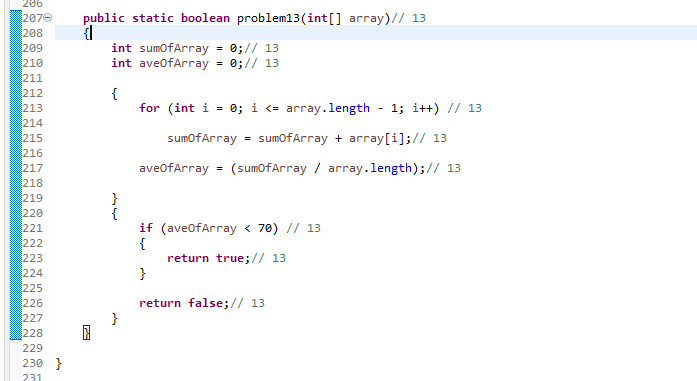 206
207 public static boolean problem13(int[] array)// 13
208 {
209 int sumOfArray = 0;// 13
210 int aveOfArray = 0;// 13
211
212 {
213 for (int i = 0; i <= array.length - 1; i++) // 13
214
215 sumOfArray = sumOfArray + array[i];// 13
216
217 aveOfArray = (sumOfArray / array.length);// 13
218
219 }
220 {
221 if (aveOfArray < 70) // 13
222 {
223 return true;// 13
224 }
225
226 return false;// 13
227 }
228 }
229
230 }
231